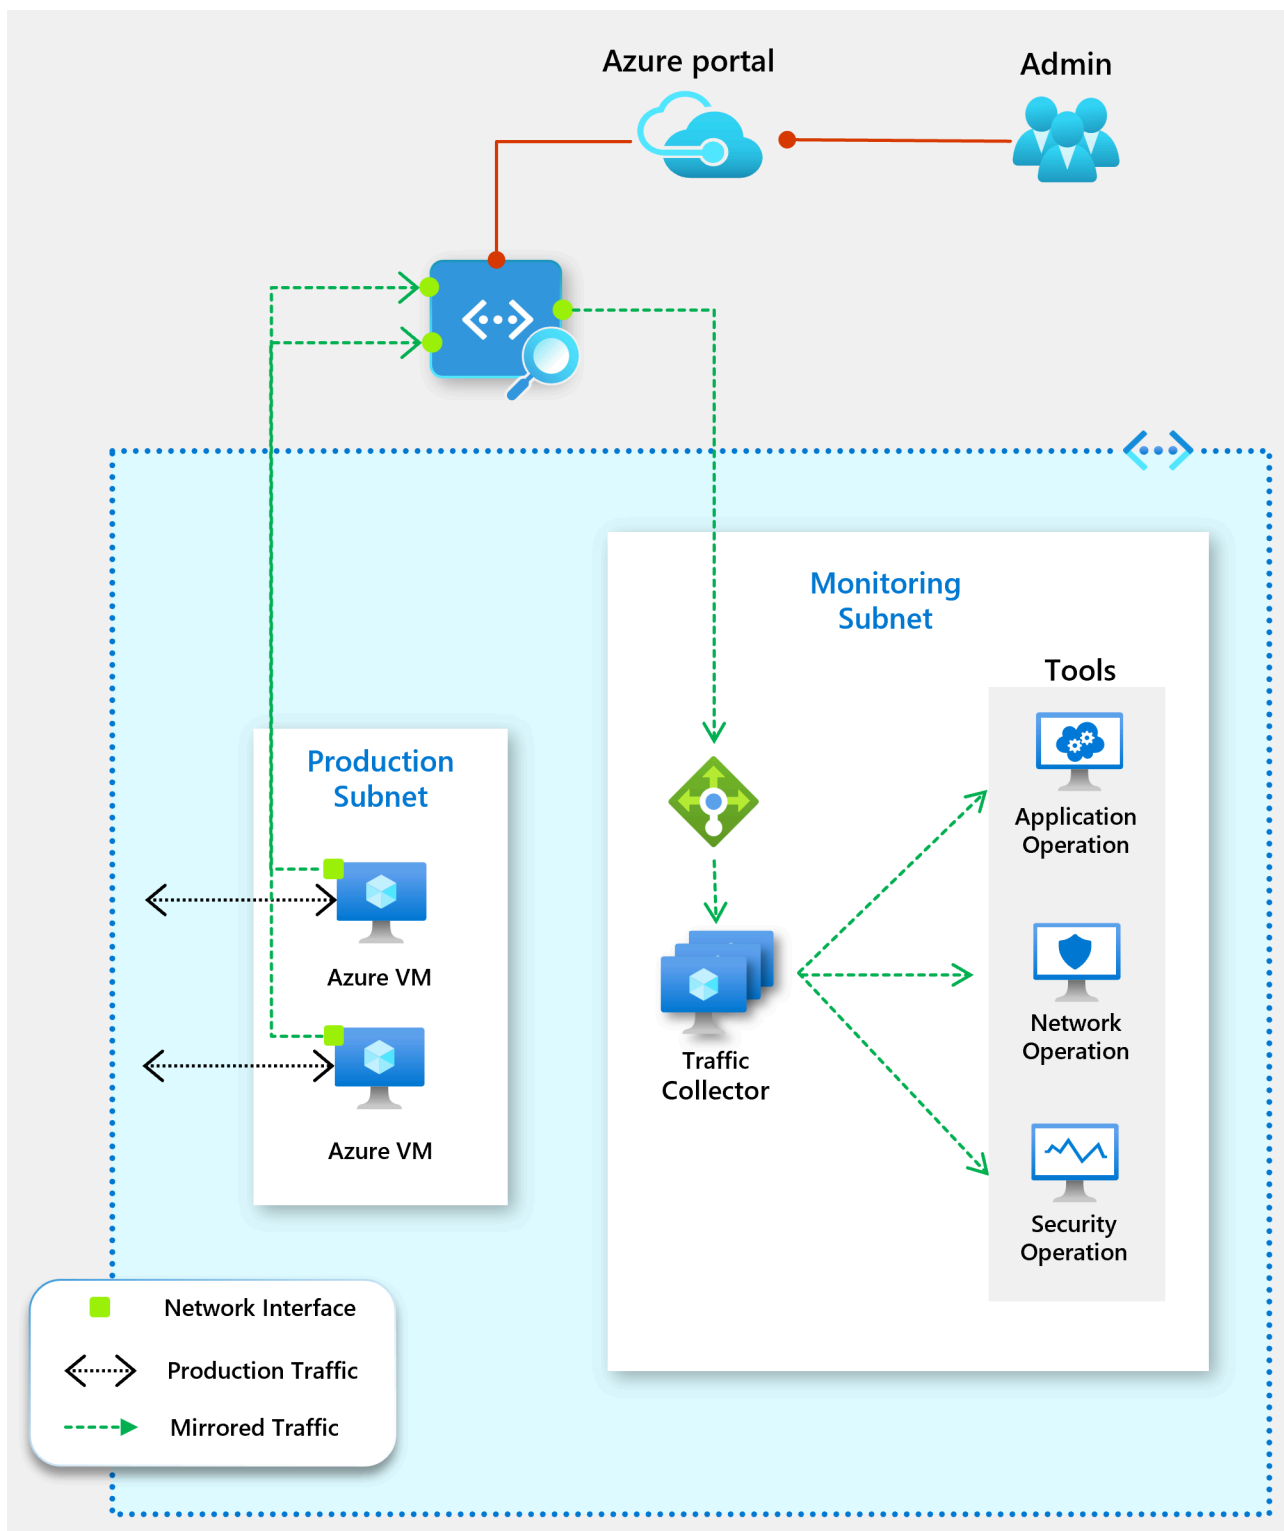 Azure portal
Admin
Monitoring
Subnet
Tools
Production
Subnet
Application
Operation
Azure VM
Network
Operation
Traffic
Collector
Azure VM
Security
Operation
Network Interface
Production Traffic
Mirrored Traffic